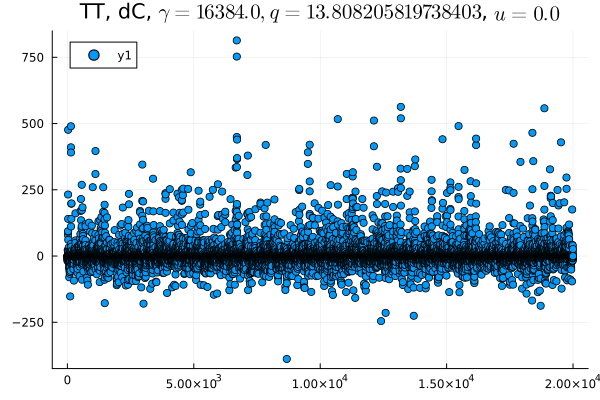 TT, dC, γ = 16384.0, q = 13.808205819738403, u = 0.0
y1
750
500
250
0
−250
0 5.00×10³ 1.00×10⁴ 1.50×10⁴ 2.00×10⁴